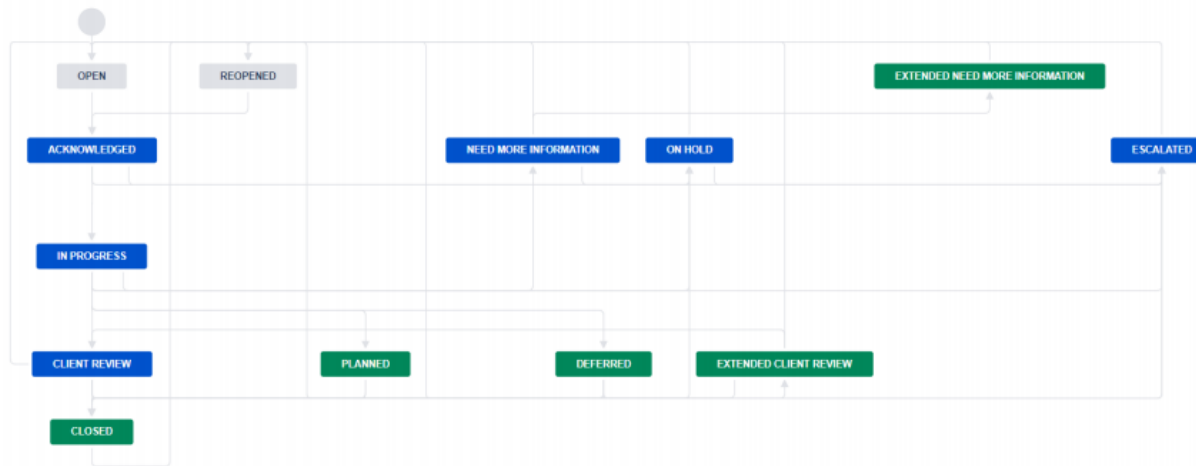 OPEN
REOPENED
EXTENDED NEED MORE INFORMATION
ACKNOWLEDGED
NEED MORE INFORMATION
ON HOLD
ESCALATED
IN PROGRESS
CLIENT REVIEW
PLANNED
DEFERRED
EXTENDED CLIENT REVIEW
CLOSED